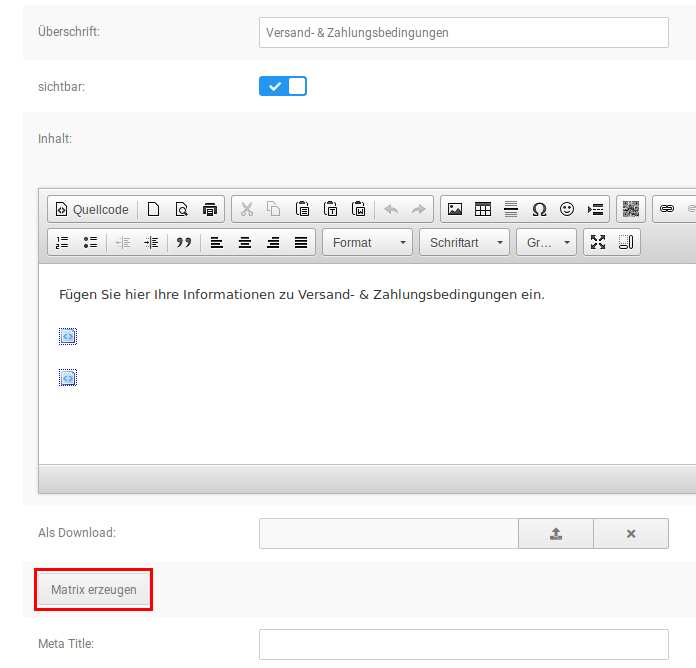 Überschrift:
Versand- & Zahlungsbedingungen
sichtbar:
Inhalt:
Quellcode
Format
Schriftart
Gr...
Fügen Sie hier Ihre Informationen zu Versand- & Zahlungsbedingungen ein.
Als Download:
Matrix erzeugen
Meta Title: